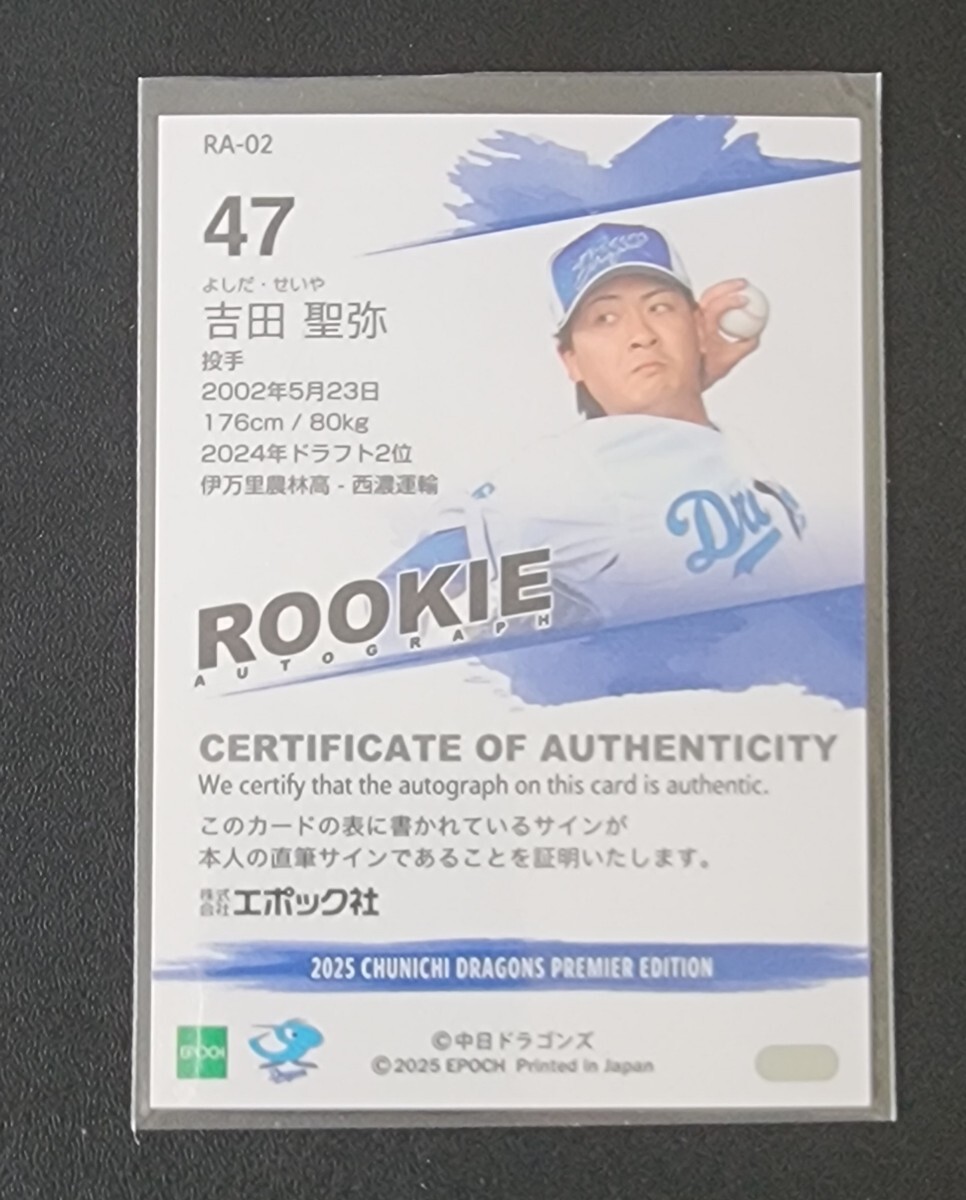 RA-02
47
よしだ・せいや
吉田 聖弥
投手
2002年5月23日
176cm / 80kg
2024年ドラフト2位
伊万里農林高 - 西濃運輸
ROOKIE
AUTOGRAPH
CERTIFICATE OF AUTHENTICITY
We certify that the autograph on this card is authentic.
このカードの表に書かれているサインが
本人の直筆サインであることを証明いたします。
株式会社エポック社
2025 CHUNICHI DRAGONS PREMIER EDITION
EPOCH
©中日ドラゴンズ
©2025 EPOCH Printed in Japan